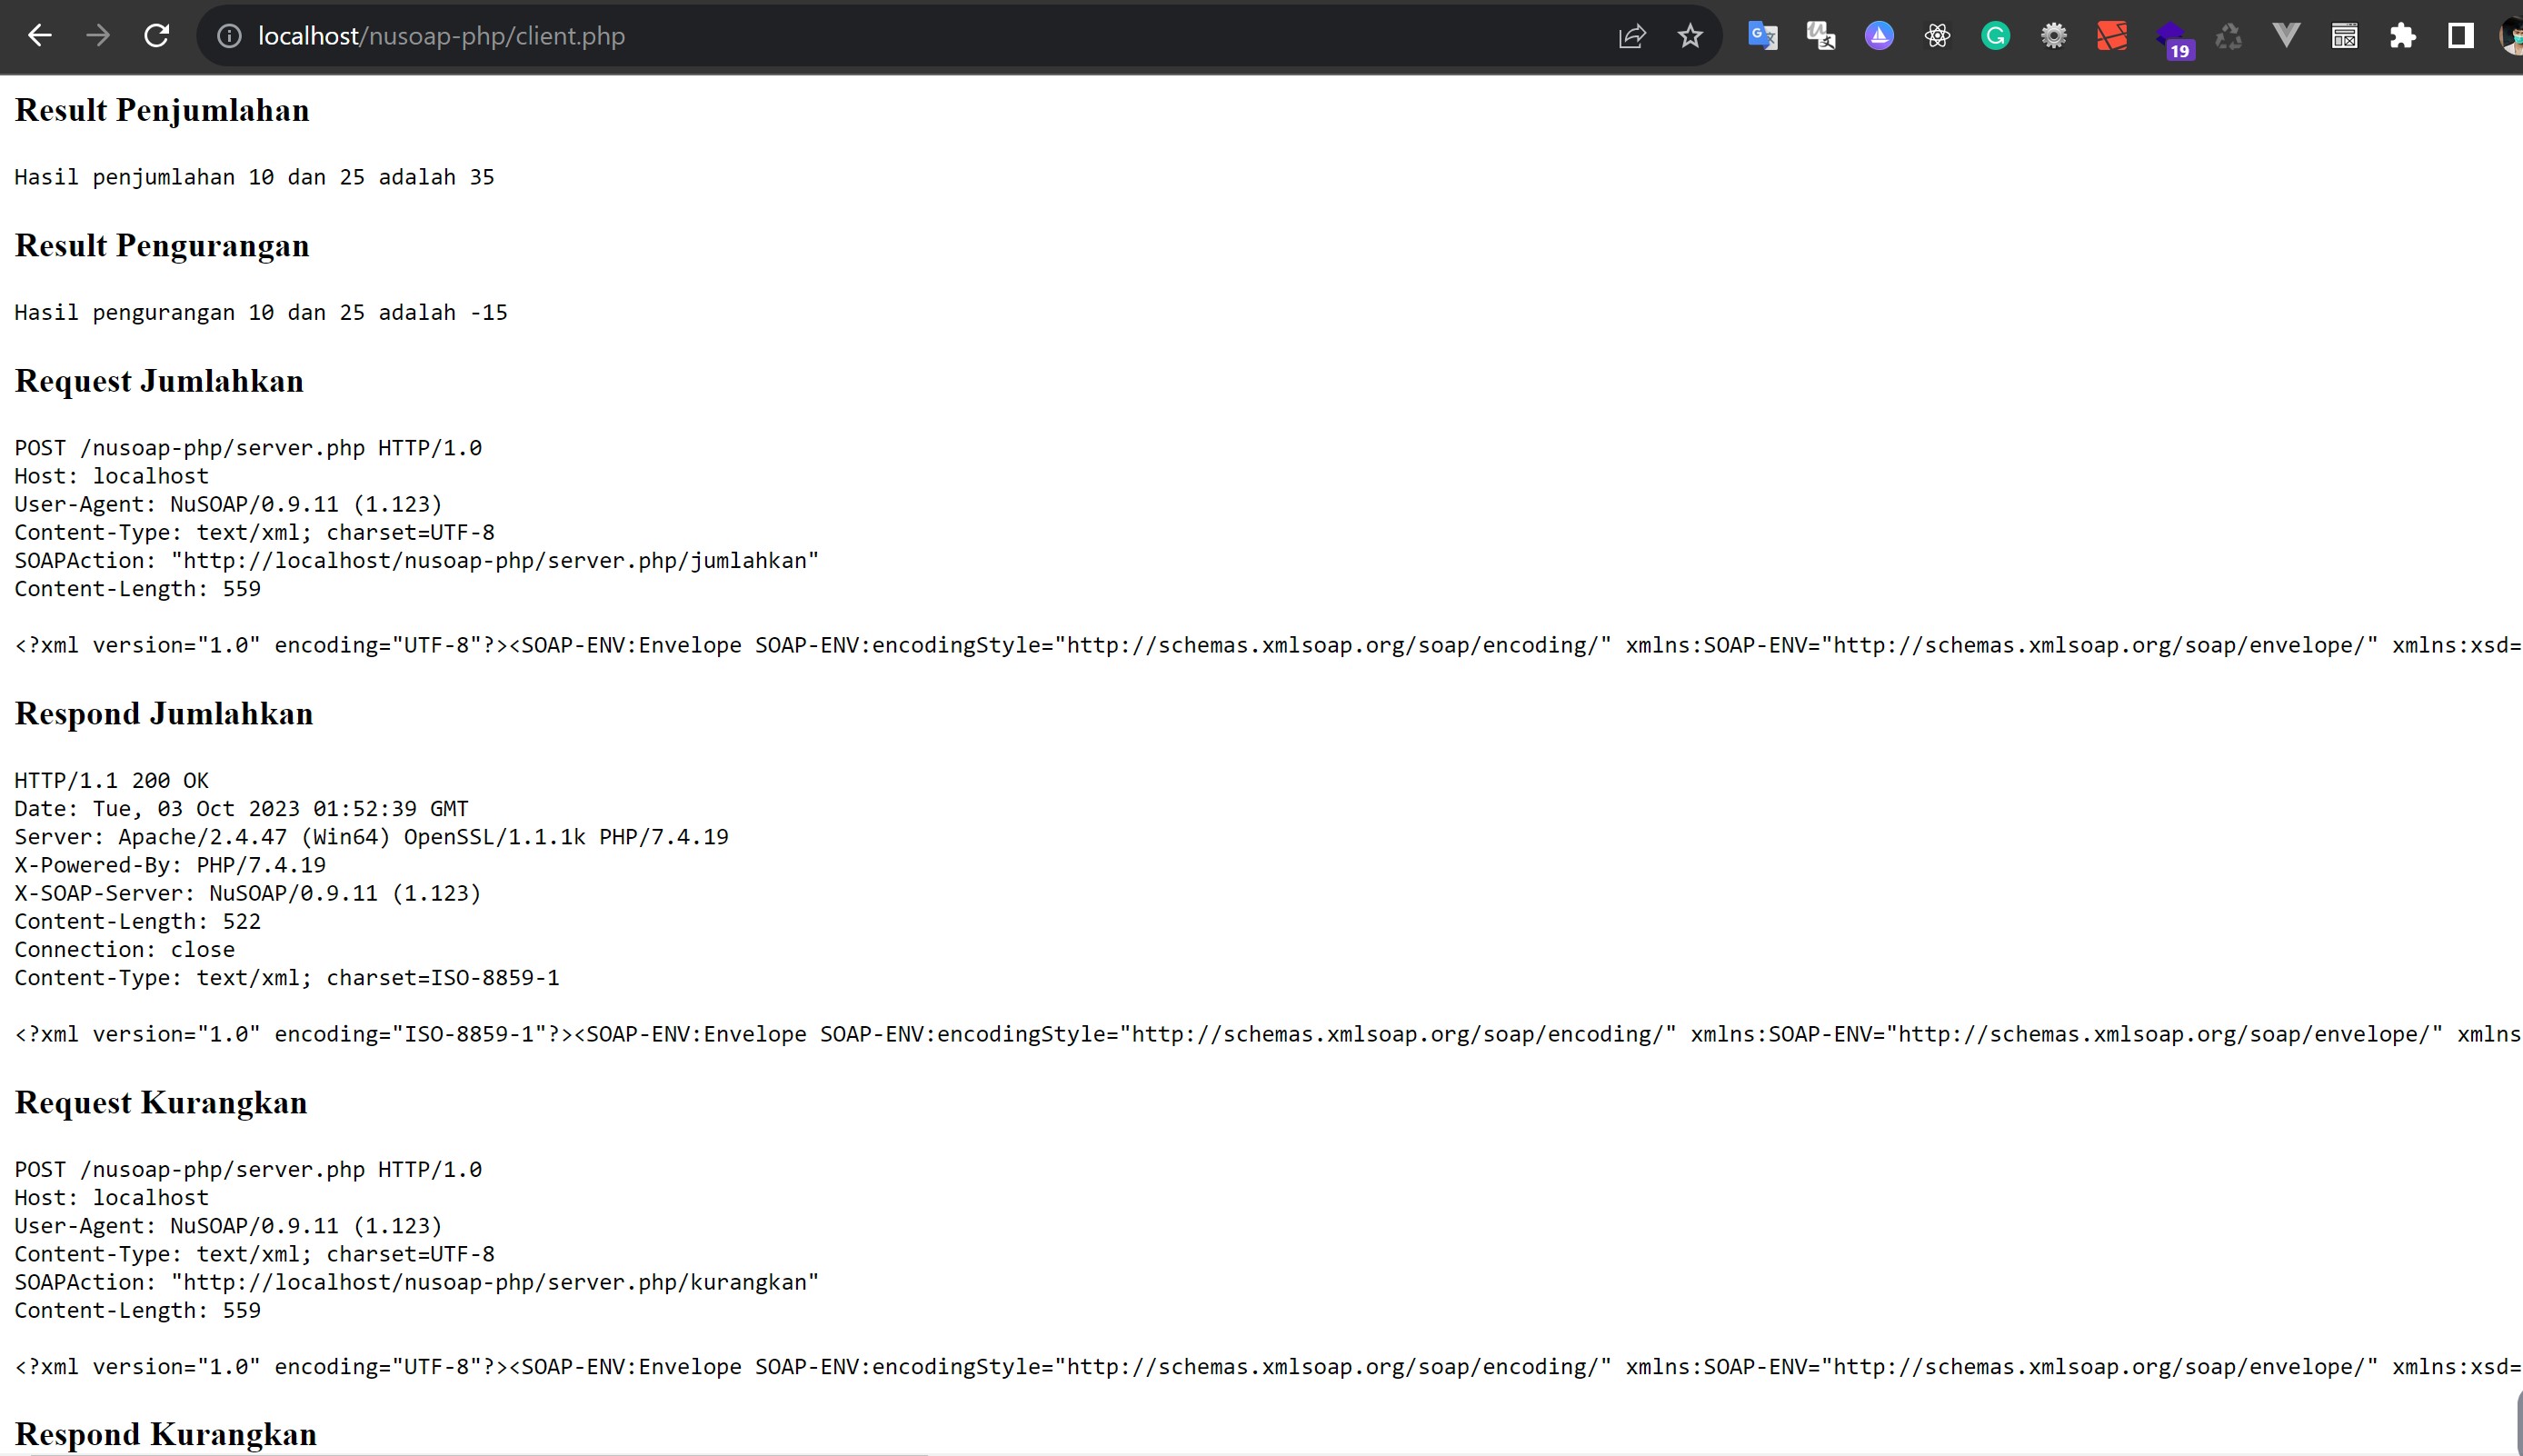 localhost/nusoap-php/client.php
19
Result Penjumlahan
Hasil penjumlahan 10 dan 25 adalah 35
Result Pengurangan
Hasil pengurangan 10 dan 25 adalah -15
Request Jumlahkan
POST /nusoap-php/server.php HTTP/1.0
Host: localhost
User-Agent: NuSOAP/0.9.11 (1.123)
Content-Type: text/xml; charset=UTF-8
SOAPAction: "http://localhost/nusoap-php/server.php/jumlahkan"
Content-Length: 559
<?xml version="1.0" encoding="UTF-8"?><SOAP-ENV:Envelope SOAP-ENV:encodingStyle="http://schemas.xmlsoap.org/soap/encoding/" xmlns:SOAP-ENV="http://schemas.xmlsoap.org/soap/envelope/" xmlns:xsd=
Respond Jumlahkan
HTTP/1.1 200 OK
Date: Tue, 03 Oct 2023 01:52:39 GMT
Server: Apache/2.4.47 (Win64) OpenSSL/1.1.1k PHP/7.4.19
X-Powered-By: PHP/7.4.19
X-SOAP-Server: NuSOAP/0.9.11 (1.123)
Content-Length: 522
Connection: close
Content-Type: text/xml; charset=ISO-8859-1
<?xml version="1.0" encoding="ISO-8859-1"?><SOAP-ENV:Envelope SOAP-ENV:encodingStyle="http://schemas.xmlsoap.org/soap/encoding/" xmlns:SOAP-ENV="http://schemas.xmlsoap.org/soap/envelope/" xmlns
Request Kurangkan
POST /nusoap-php/server.php HTTP/1.0
Host: localhost
User-Agent: NuSOAP/0.9.11 (1.123)
Content-Type: text/xml; charset=UTF-8
SOAPAction: "http://localhost/nusoap-php/server.php/kurangkan"
Content-Length: 559
<?xml version="1.0" encoding="UTF-8"?><SOAP-ENV:Envelope SOAP-ENV:encodingStyle="http://schemas.xmlsoap.org/soap/encoding/" xmlns:SOAP-ENV="http://schemas.xmlsoap.org/soap/envelope/" xmlns:xsd=
Respond Kurangkan